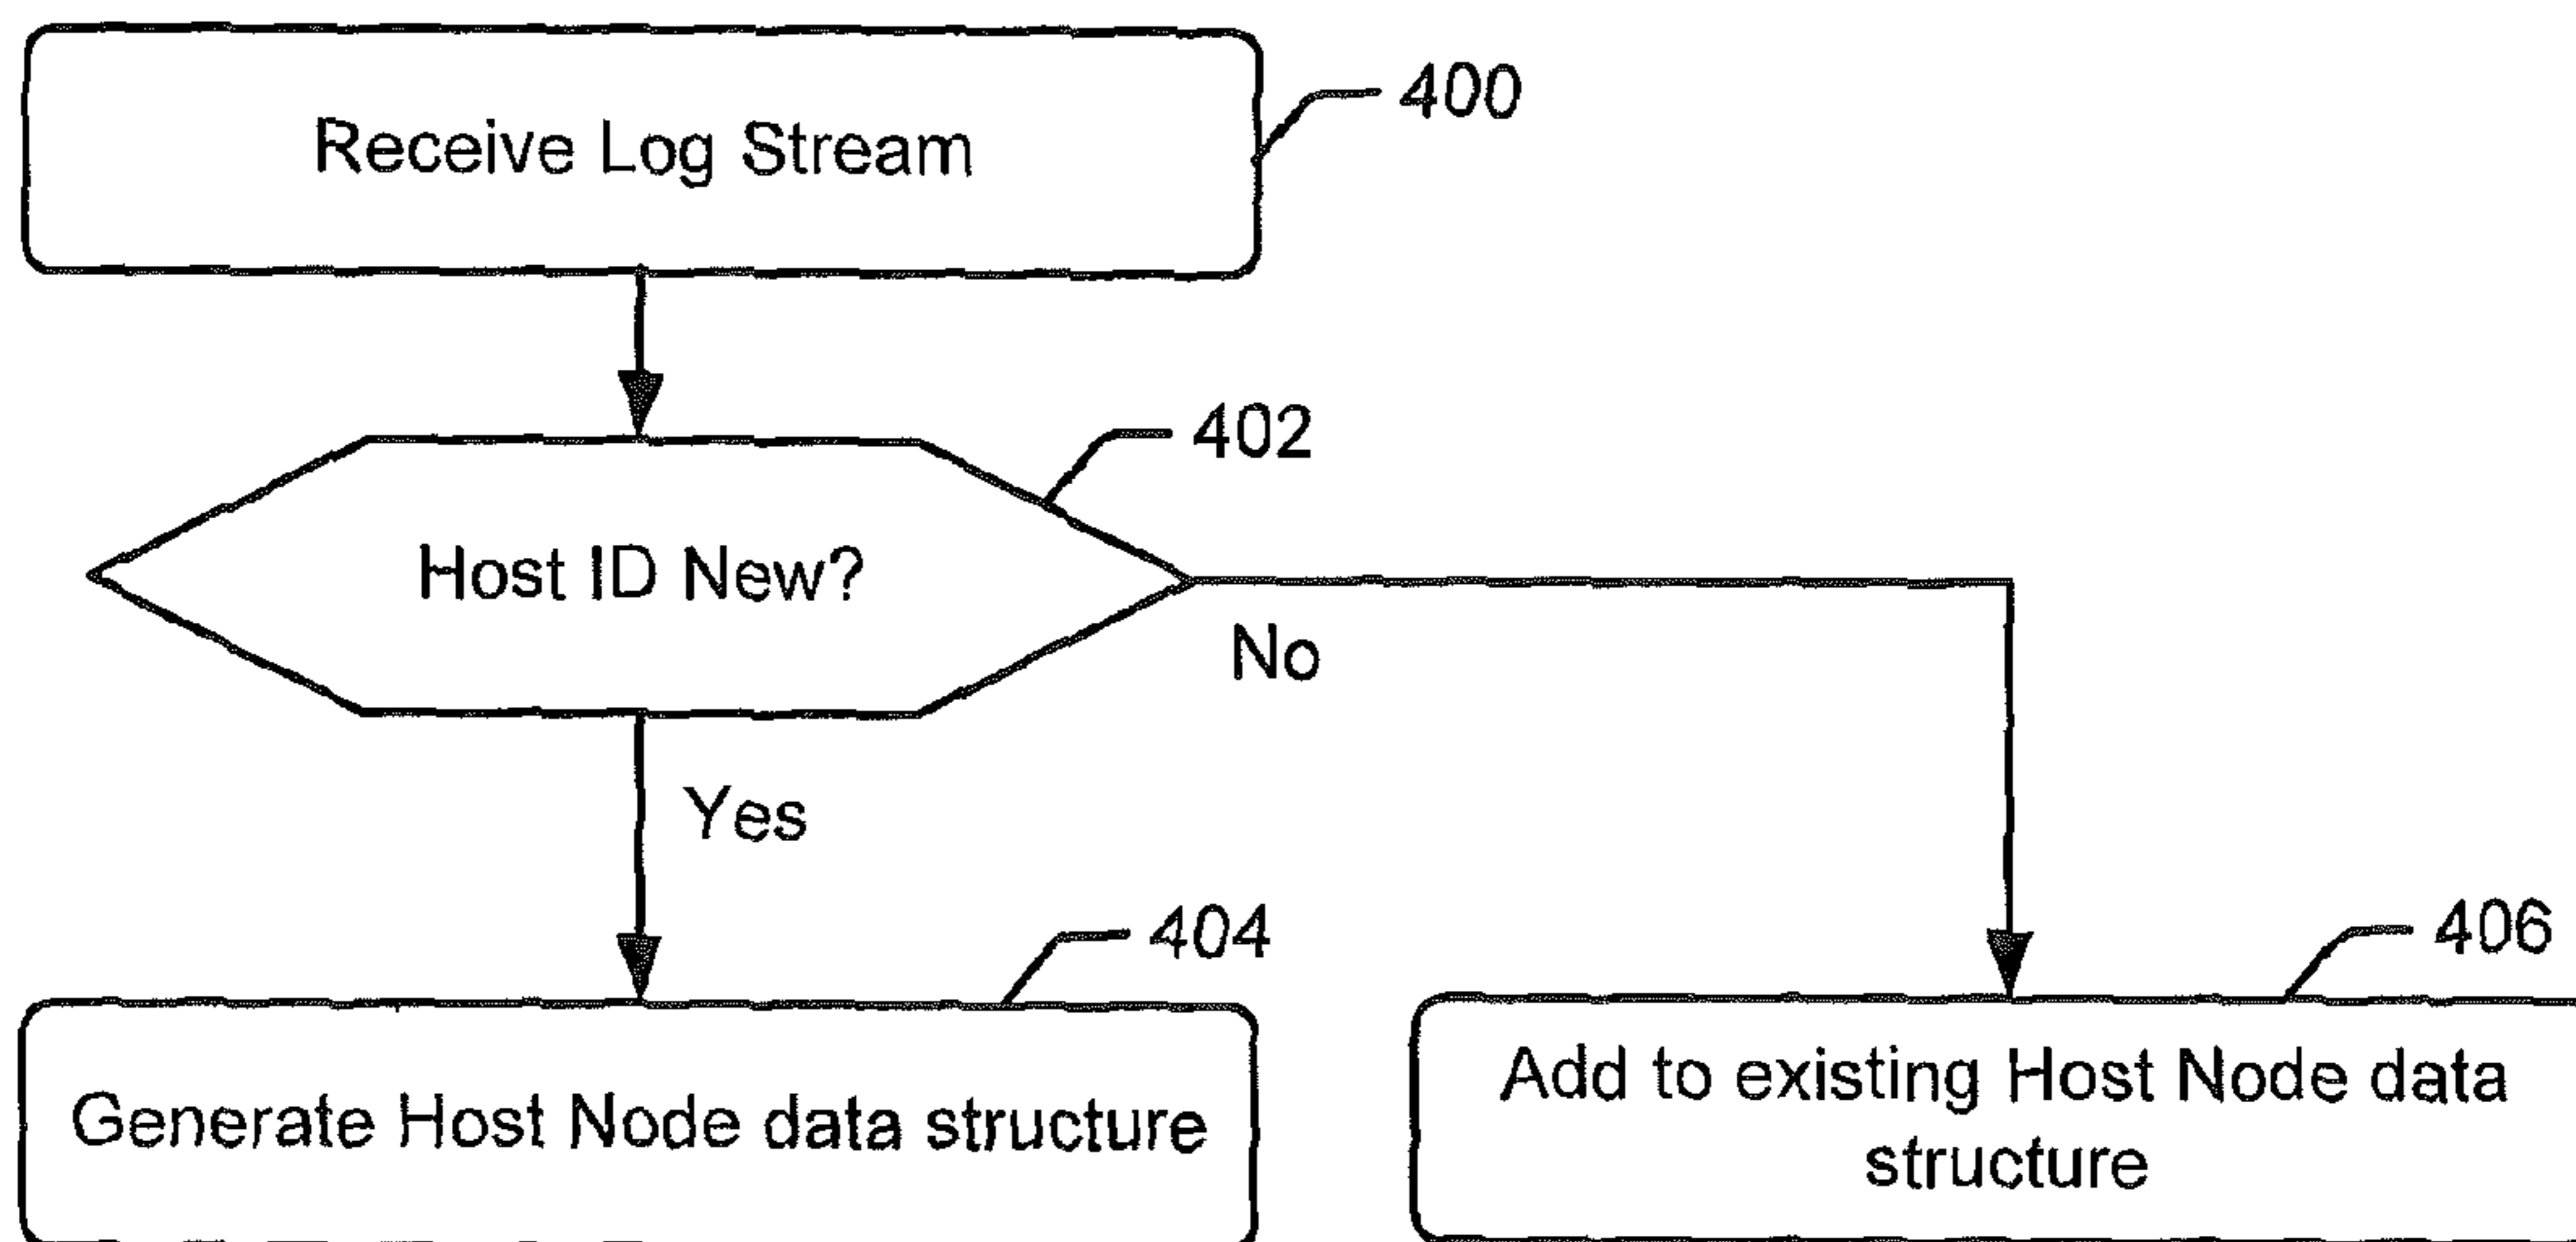 Receive Log Stream
400
402
Host ID New?
No
Yes
404
406
Generate Host Node data structure
Add to existing Host Node data
structure